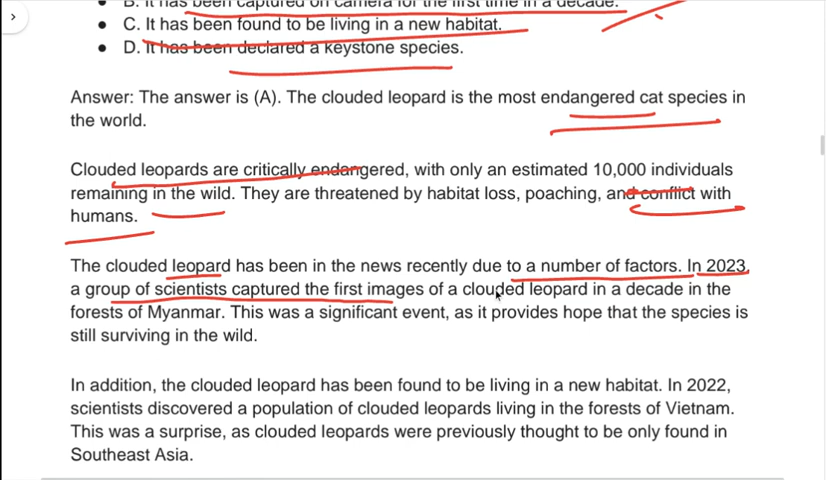 B. It has been captured on camera for the first time in a decade.
C. It has been found to be living in a new habitat.
D. It has been declared a keystone species.
Answer: The answer is (A). The clouded leopard is the most endangered cat species in
the world.
Clouded leopards are critically endangered, with only an estimated 10,000 individuals
remaining in the wild. They are threatened by habitat loss, poaching, and conflict with
humans.
The clouded leopard has been in the news recently due to a number of factors. In 2023,
a group of scientists captured the first images of a clouded leopard in a decade in the
forests of Myanmar. This was a significant event, as it provides hope that the species is
still surviving in the wild.
In addition, the clouded leopard has been found to be living in a new habitat. In 2022,
scientists discovered a population of clouded leopards living in the forests of Vietnam.
This was a surprise, as clouded leopards were previously thought to be only found in
Southeast Asia.